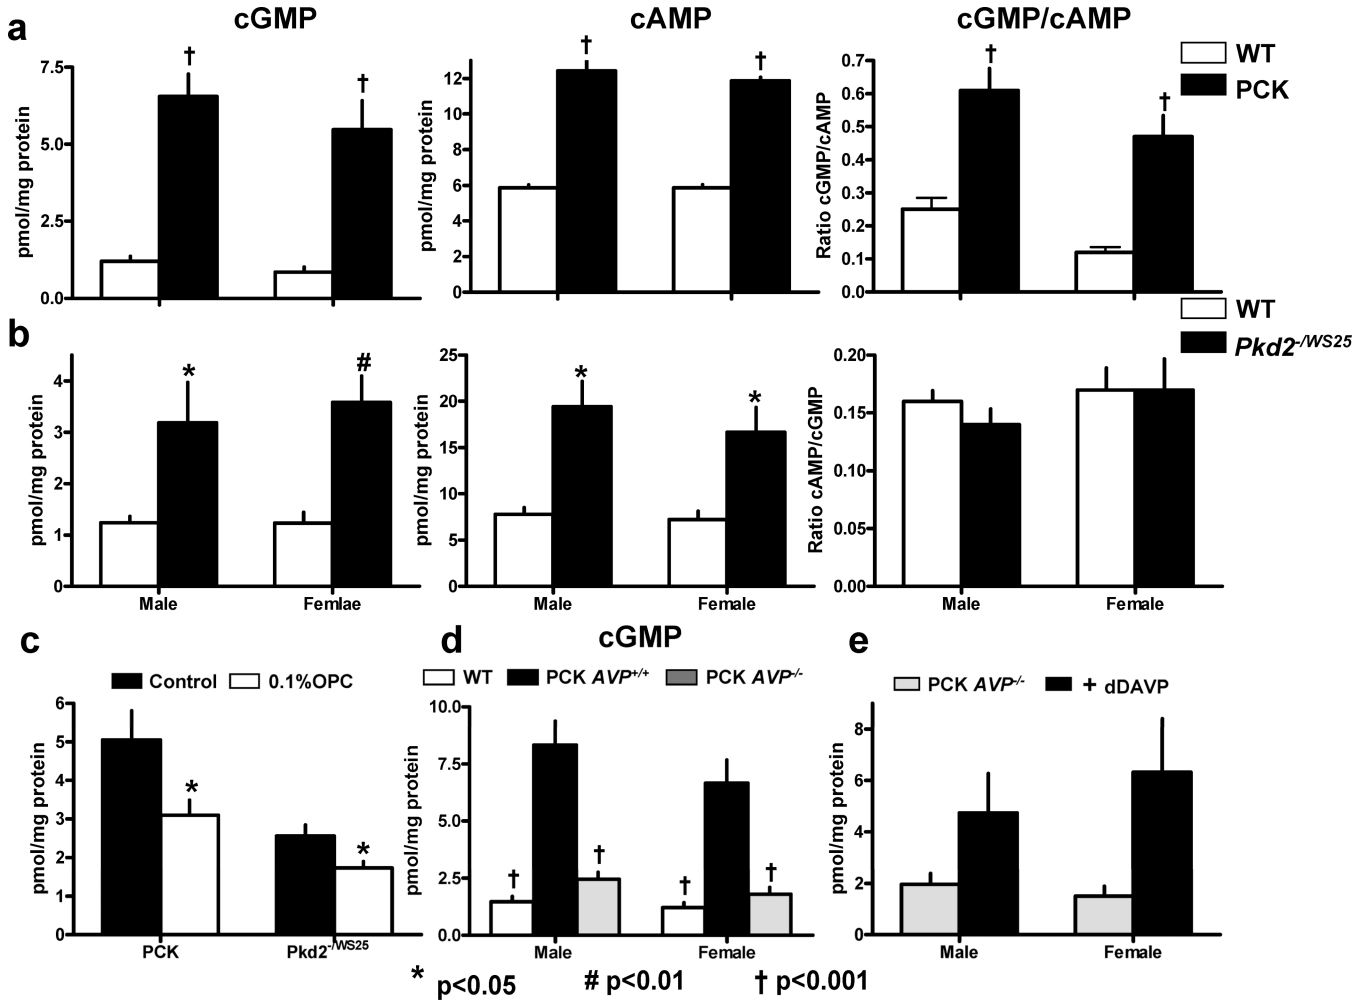 a
cGMP
cAMP
cGMP/cAMP
WT
PCK
pmol/mg protein
7.5
5.0
2.5
0.0
†
†
pmol/mg protein
12
10
8
6
4
2
0
†
†
Ratio cGMP/cAMP
0.7
0.6
0.5
0.4
0.3
0.2
0.1
0.0
†
†
b
WT
Pkd2-/WS25
pmol/mg protein
4
3
2
1
0
*
#
Male
Femlae
pmol/mg protein
25
20
15
10
5
0
*
*
Male
Female
Ratio cAMP/cGMP
0.20
0.15
0.10
0.05
0.00
Male
Female
c
Control
0.1%OPC
pmol/mg protein
6
5
4
3
2
1
0
*
*
PCK
Pkd2-/WS25
d
cGMP
WT
PCK AVP+/+
PCK AVP-/-
pmol/mg protein
10.0
7.5
5.0
2.5
0.0
†
†
†
†
Male
Female
e
PCK AVP-/-
+ dDAVP
pmol/mg protein
8
6
4
2
0
Male
Female
* p<0.05
# p<0.01
† p<0.001